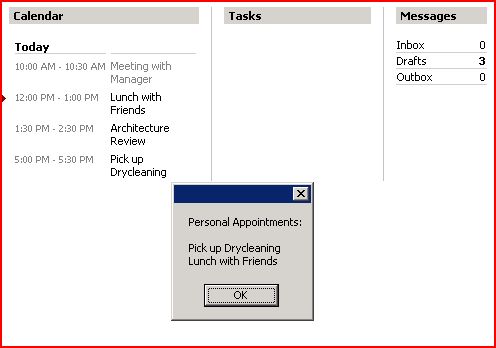 Calendar
Today
10:00 AM - 10:30 AM Meeting with
Manager
12:00 PM - 1:00 PM Lunch with
Friends
1:30 PM - 2:30 PM Architecture
Review
5:00 PM - 5:30 PM Pick up
Drycleaning
Tasks
Messages
Inbox 0
Drafts 3
Outbox 0
Personal Appointments:
Pick up Drycleaning
Lunch with Friends
OK